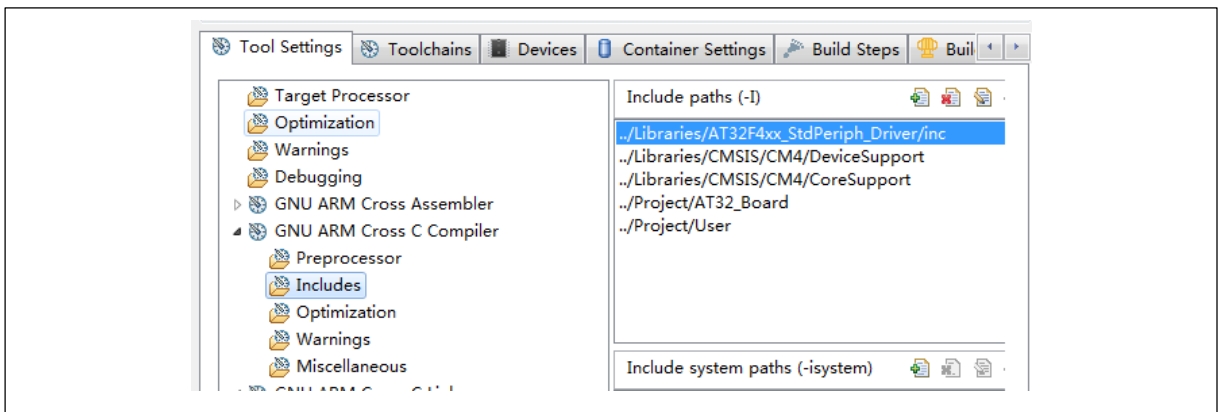 Tool Settings Toolchains Devices Container Settings Build Steps Buil
Target Processor
Optimization
Warnings
Debugging
GNU ARM Cross Assembler
GNU ARM Cross C Compiler
Preprocessor
Includes
Optimization
Warnings
Miscellaneous
Include paths (-I)
../Libraries/AT32F4xx_StdPeriph_Driver/inc
../Libraries/CMSIS/CM4/DeviceSupport
../Libraries/CMSIS/CM4/CoreSupport
../Project/AT32_Board
../Project/User
Include system paths (-isystem)